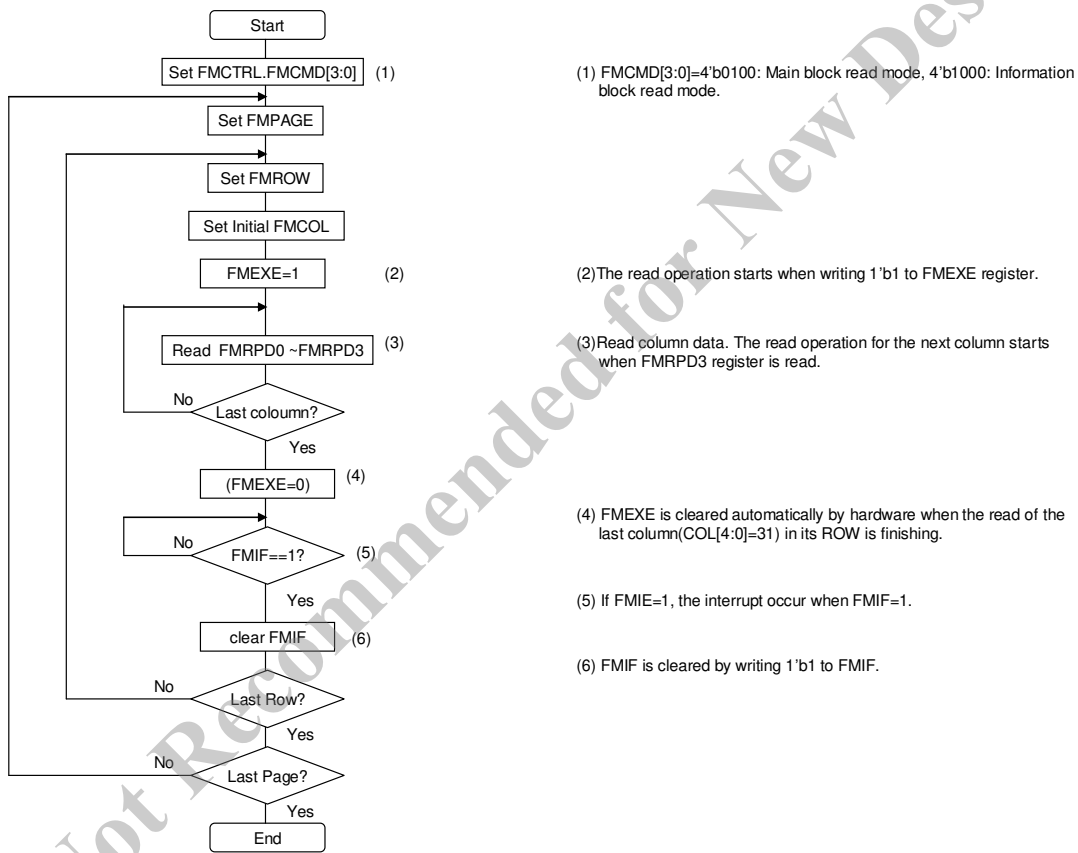 Start
Set FMCTRL.FMCMD[3:0] (1)
Set FMPAGE
Set FMROW
Set Initial FMCOL
FMEXE=1 (2)
Read FMRPD0 ~FMRPD3 (3)
No
Last coloumn?
Yes
(FMEXE=0) (4)
No
FMIF==1? (5)
Yes
clear FMIF (6)
No
Last Row?
Yes
No
Last Page?
Yes
End
(1) FMCMD[3:0]=4'b0100: Main block read mode, 4'b1000: Information
block read mode.
(2)The read operation starts when writing 1'b1 to FMEXE register.
(3)Read column data. The read operation for the next column starts
when FMRPD3 register is read.
(4) FMEXE is cleared automatically by hardware when the read of the
last column(COL[4:0]=31) in its ROW is finishing.
(5) If FMIE=1, the interrupt occur when FMIF=1.
(6) FMIF is cleared by writing 1'b1 to FMIF.
Not Recommended for New Des